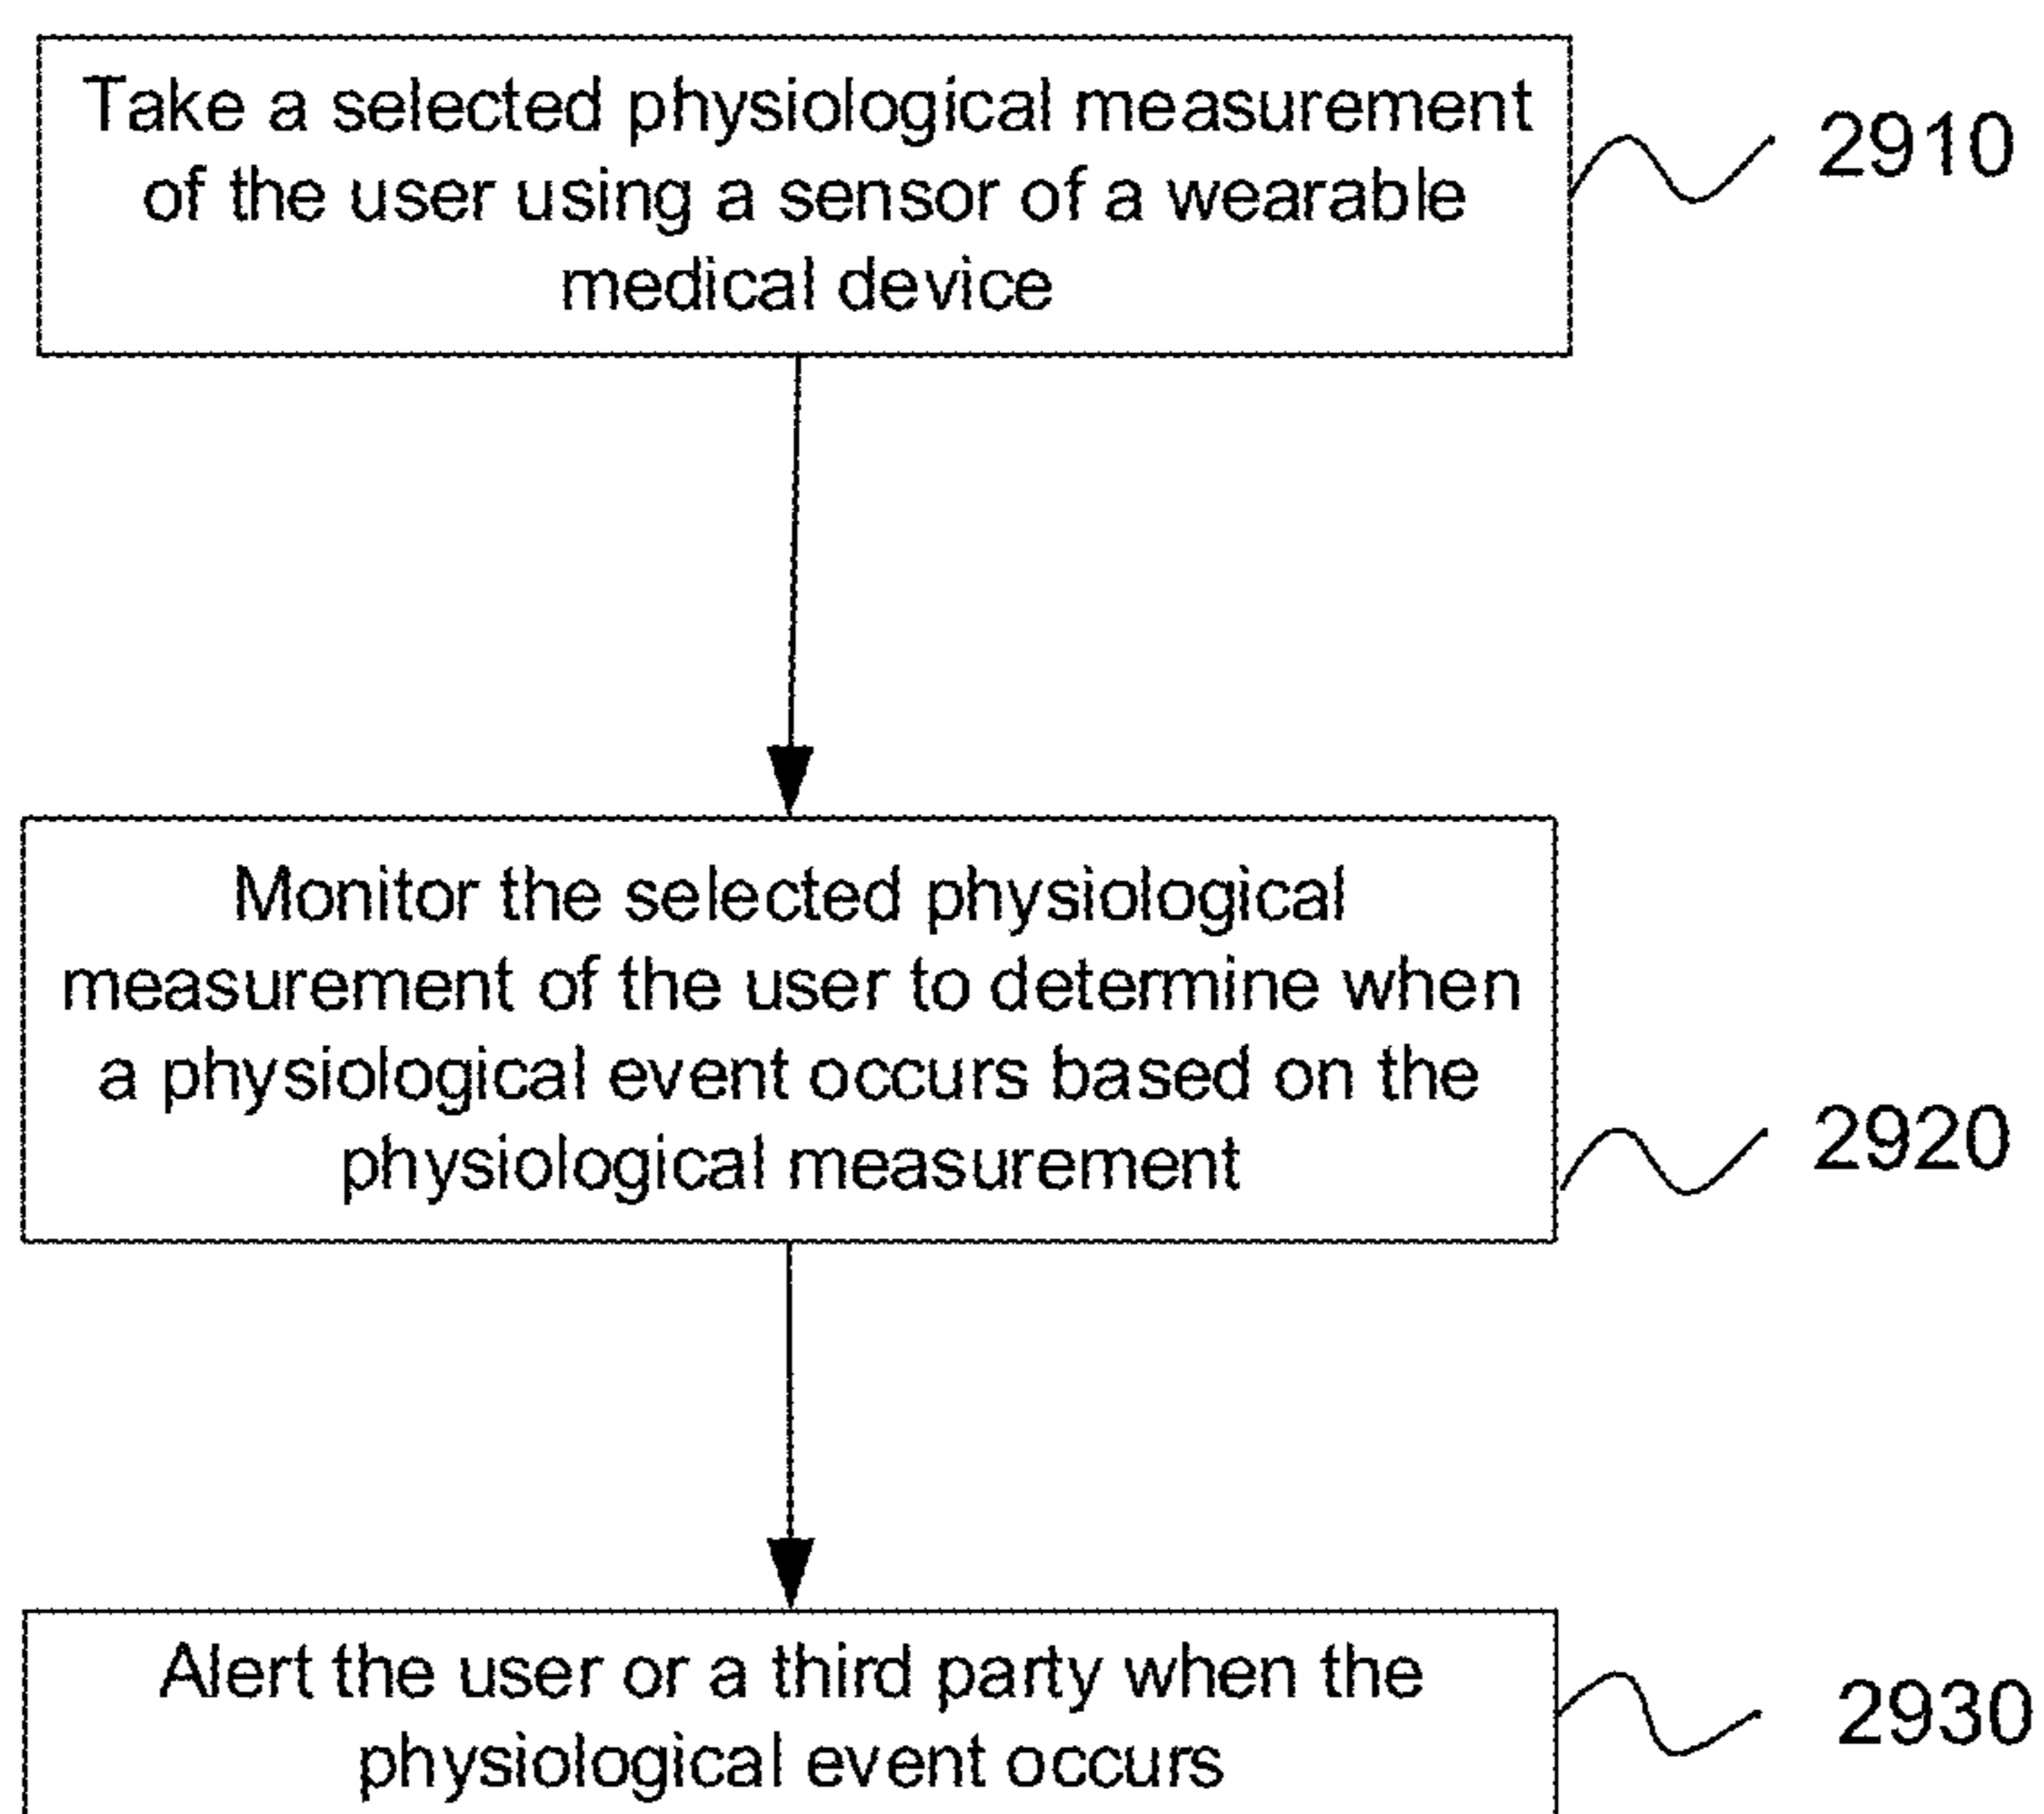 Take a selected physiological measurement
of the user using a sensor of a wearable
medical device
2910
Monitor the selected physiological
measurement of the user to determine when
a physiological event occurs based on the
physiological measurement
2920
Alert the user or a third party when the
physiological event occurs
2930